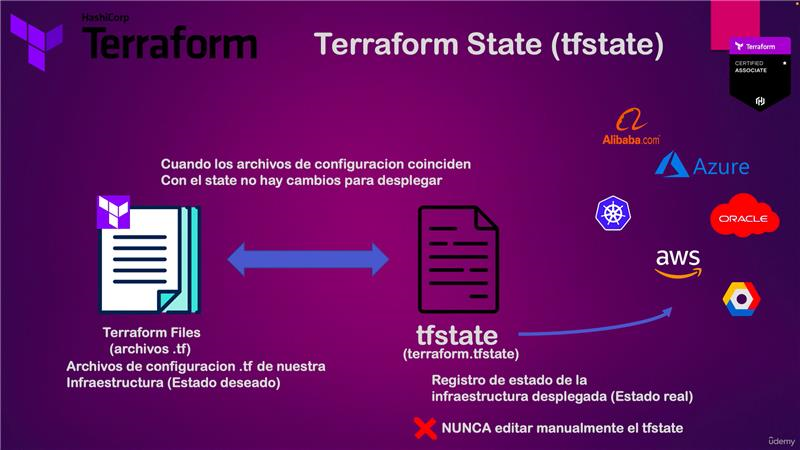 HashiCorp
Terraform
Terraform State (tfstate)
Terraform
CERTIFIED
ASSOCIATE
Alibaba.com
Azure
ORACLE
aws
Cuando los archivos de configuracion coinciden
Con el state no hay cambios para desplegar
Terraform Files
(archivos .tf)
Archivos de configuracion .tf de nuestra
Infraestructura (Estado deseado)
tfstate
(terraform.tfstate)
Registro de estado de la
infraestructura desplegada (Estado real)
NUNCA editar manualmente el tfstate
ûdemy